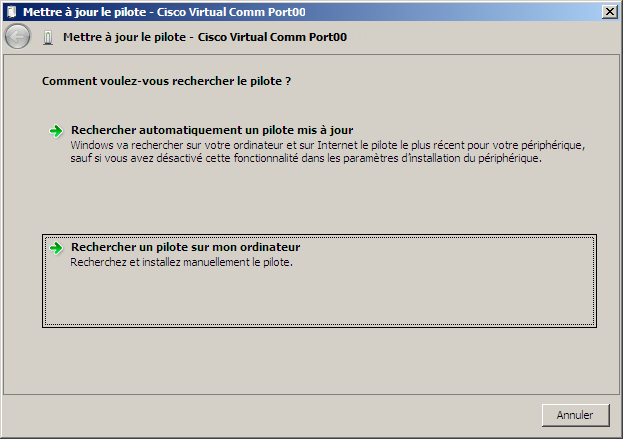 Mettre à jour le pilote - Cisco Virtual Comm Port00
Mettre à jour le pilote - Cisco Virtual Comm Port00
Comment voulez-vous rechercher le pilote ?
Rechercher automatiquement un pilote mis à jour
Windows va rechercher sur votre ordinateur et sur Internet le pilote le plus récent pour votre périphérique,
sauf si vous avez désactivé cette fonctionnalité dans les paramètres d'installation du périphérique.
Rechercher un pilote sur mon ordinateur
Recherchez et installez manuellement le pilote.
Annuler